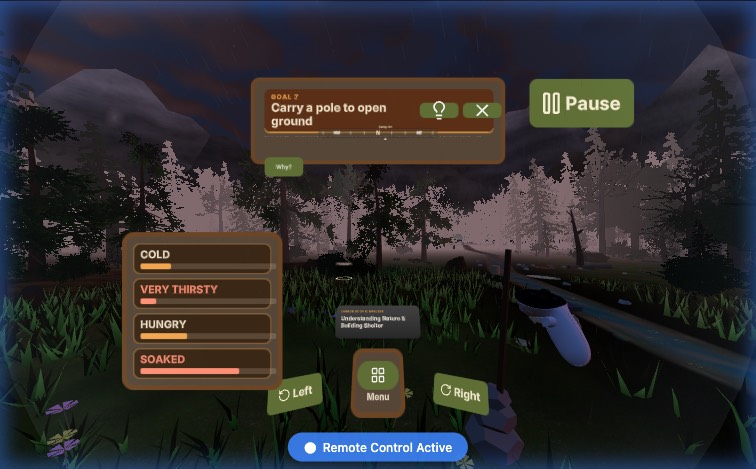 GOAL 7
Carry a pole to open
ground
Pause
N
Why?
COLD
VERY THIRSTY
HUNGRY
SOAKED
Understanding Nature &
Building Shelter
Left
Menu
Right
Remote Control Active